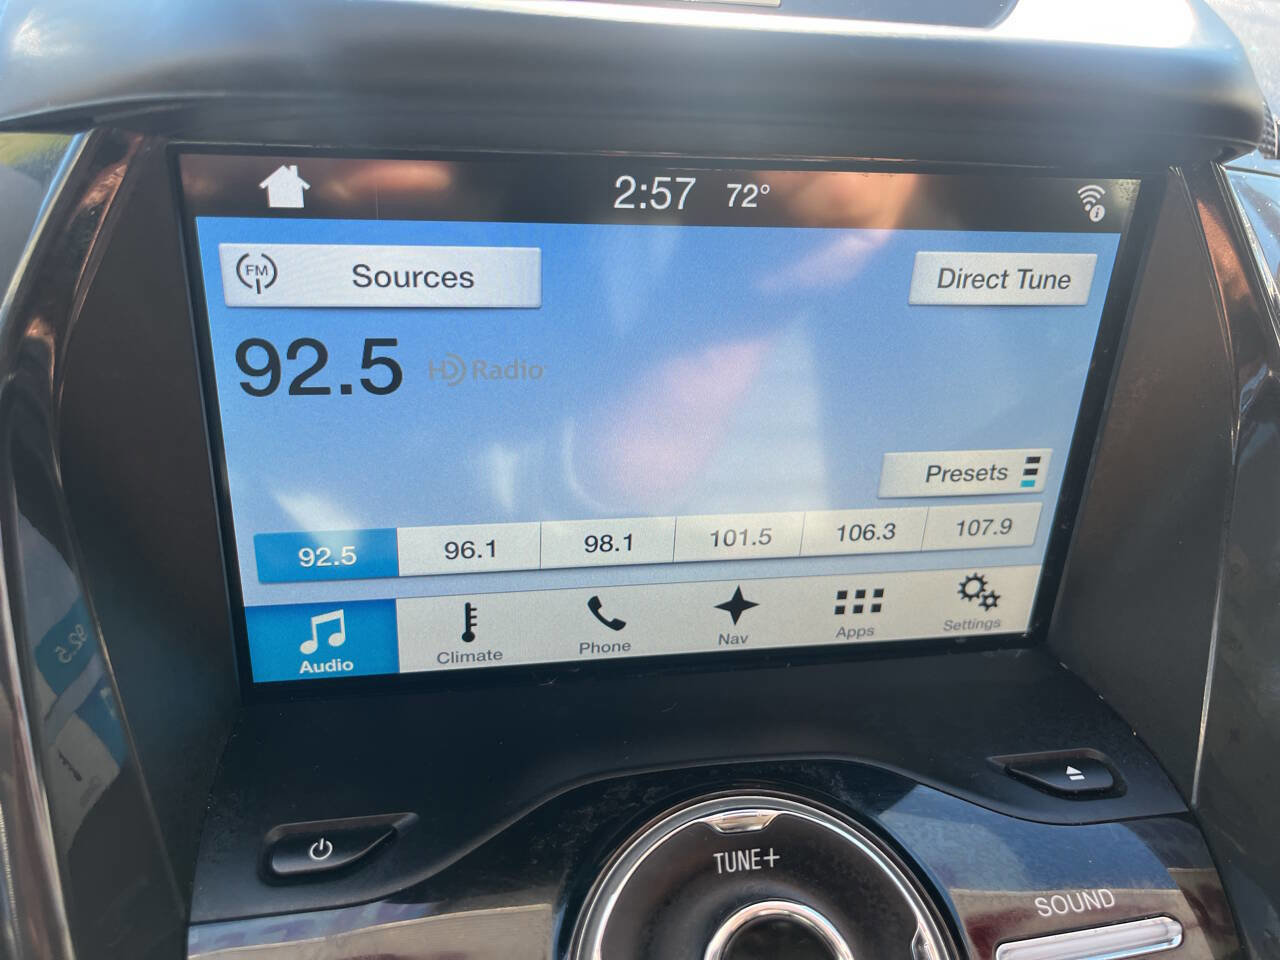 2:57 72°
FM Sources
Direct Tune
92.5 HD Radio
Presets
92.5 96.1 98.1 101.5 106.3 107.9
Audio Climate Phone Nav Apps Settings
TUNE+
SOUND